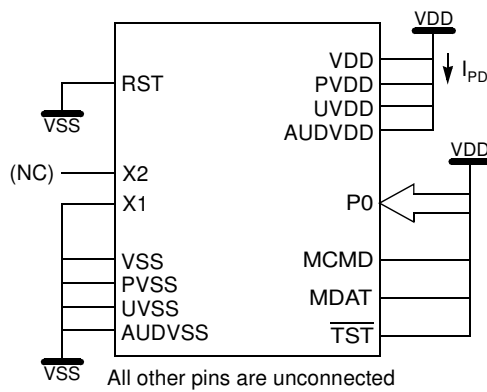 VDD
VDD
I_PD
PVDD
UVDD
AUDVDD
RST
VSS
VDD
(NC)
X2
X1
P0
VSS
PVSS
UVSS
AUDVSS
MCMD
MDAT
TST
VSS
All other pins are unconnected